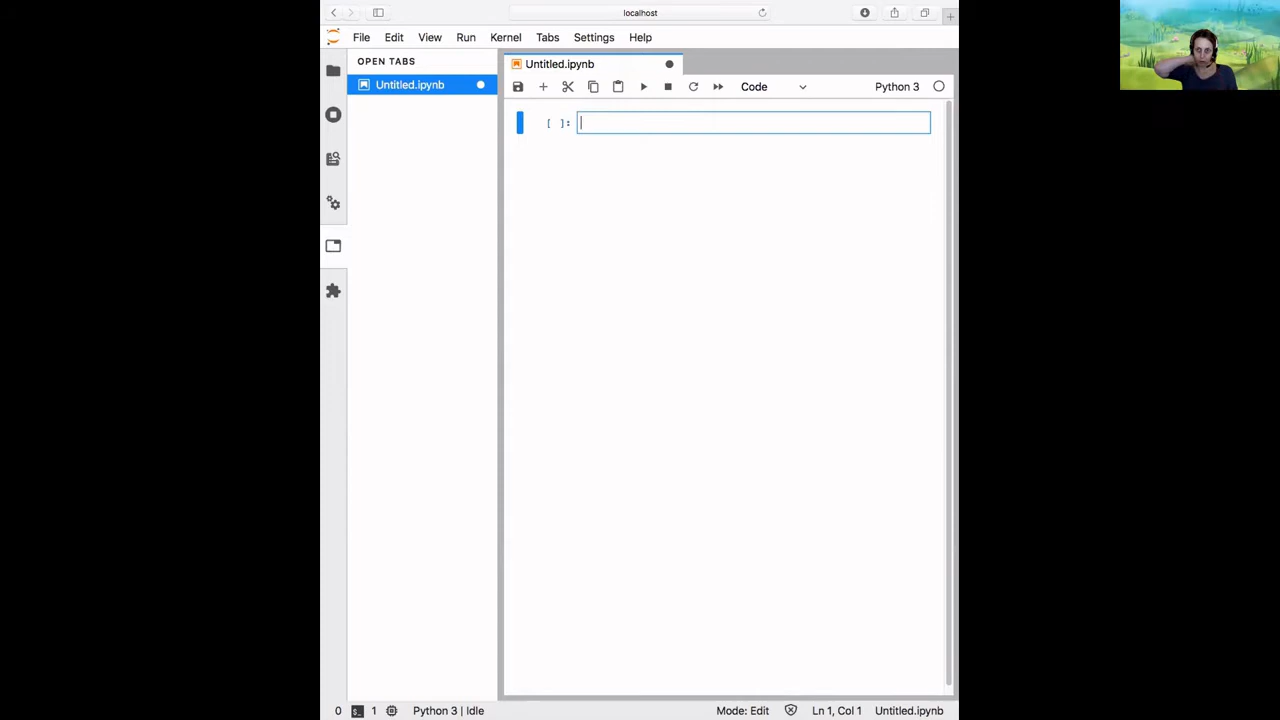 localhost
File Edit View Run Kernel Tabs Settings Help
OPEN TABS
Untitled.ipynb
Untitled.ipynb
Code
Python 3
[ ]:
0
1
Python 3 | Idle
Mode: Edit
Ln 1, Col 1
Untitled.ipynb